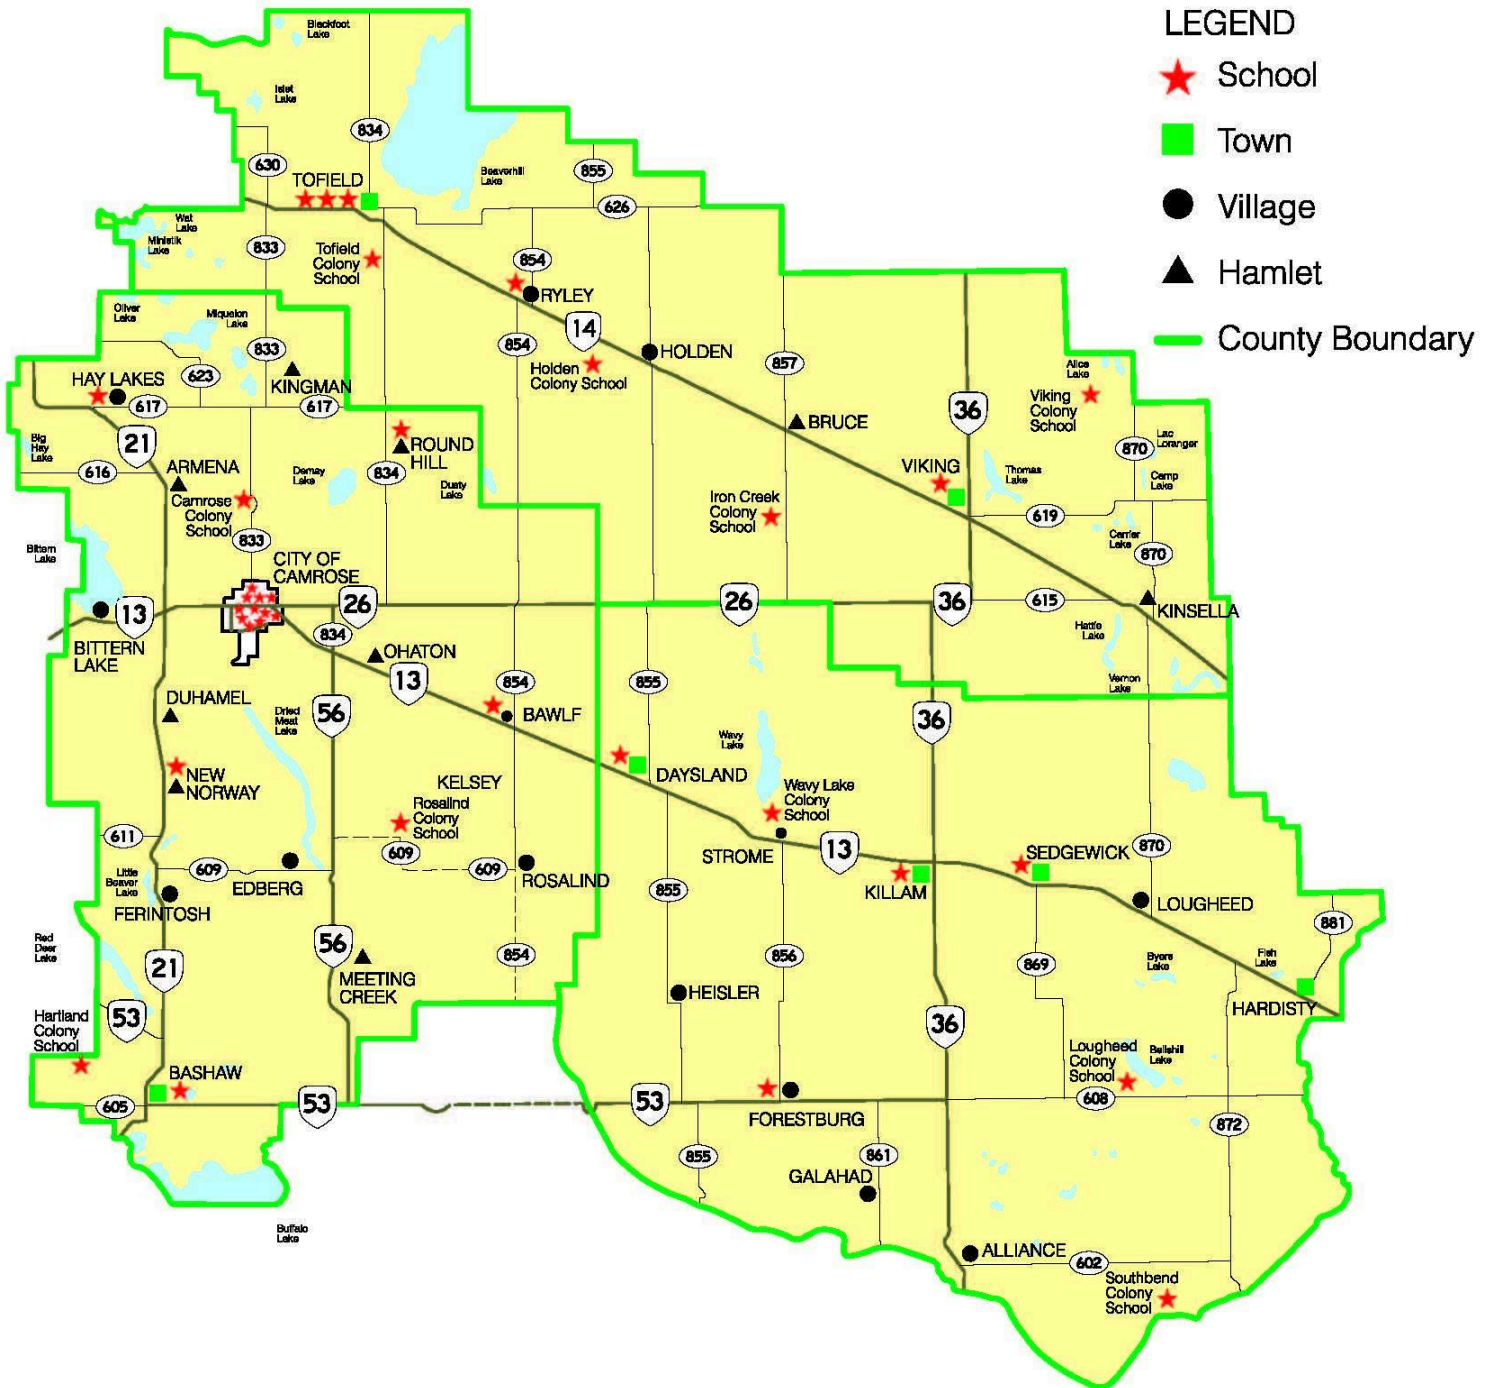 LEGEND
School
Town
Village
Hamlet
County Boundary
Blackfoot
Lake
Islet
Lake
834
630
TOFIELD
Beaverhill
Lake
855
626
Wat
Lake
Ministik
Lake
833
Tofield
Colony
School
854
RYLEY
Oliver
Lake
Miquelon
Lake
14
833
854
HOLDEN
Holden
Colony School
857
Alice
Lake
HAY LAKES
623
KINGMAN
617
617
Viking
Colony
School
36
BRUCE
21
Big
Hay
Lake
ROUND
HILL
870
Lac
Loranger
616
ARMENA
Demay
Lake
834
Dusty
Lake
VIKING
Thomas
Lake
Camp
Lake
Camrose
Colony
School
Iron Creek
Colony
School
619
833
Bittern
Lake
Carrier
Lake
870
CITY OF
CAMROSE
13
26
26
36
615
KINSELLA
BITTERN
LAKE
834
OHATON
Hattie
Lake
13
854
855
Vernon
Lake
DUHAMEL
Dried
Meat
Lake
56
BAWLF
36
Wavy
Lake
NEW
NORWAY
KELSEY
DAYSLAND
Rosalind
Colony
School
Wavy Lake
Colony
School
611
609
STROME
13
SEDGEWICK
870
Little
Beaver
Lake
609
EDBERG
609
ROSALIND
855
KILLAM
LOUGHEED
FERINTOSH
881
Red
Deer
Lake
56
854
856
21
MEETING
CREEK
869
Byers
Lake
Fish
Lake
HEISLER
HARDISTY
Hartland
Colony
School
53
36
Lougheed
Colony
School
Bellshill
Lake
BASHAW
605
53
53
FORESTBURG
608
872
855
861
GALAHAD
Buffalo
Lake
ALLIANCE
602
Southbend
Colony
School